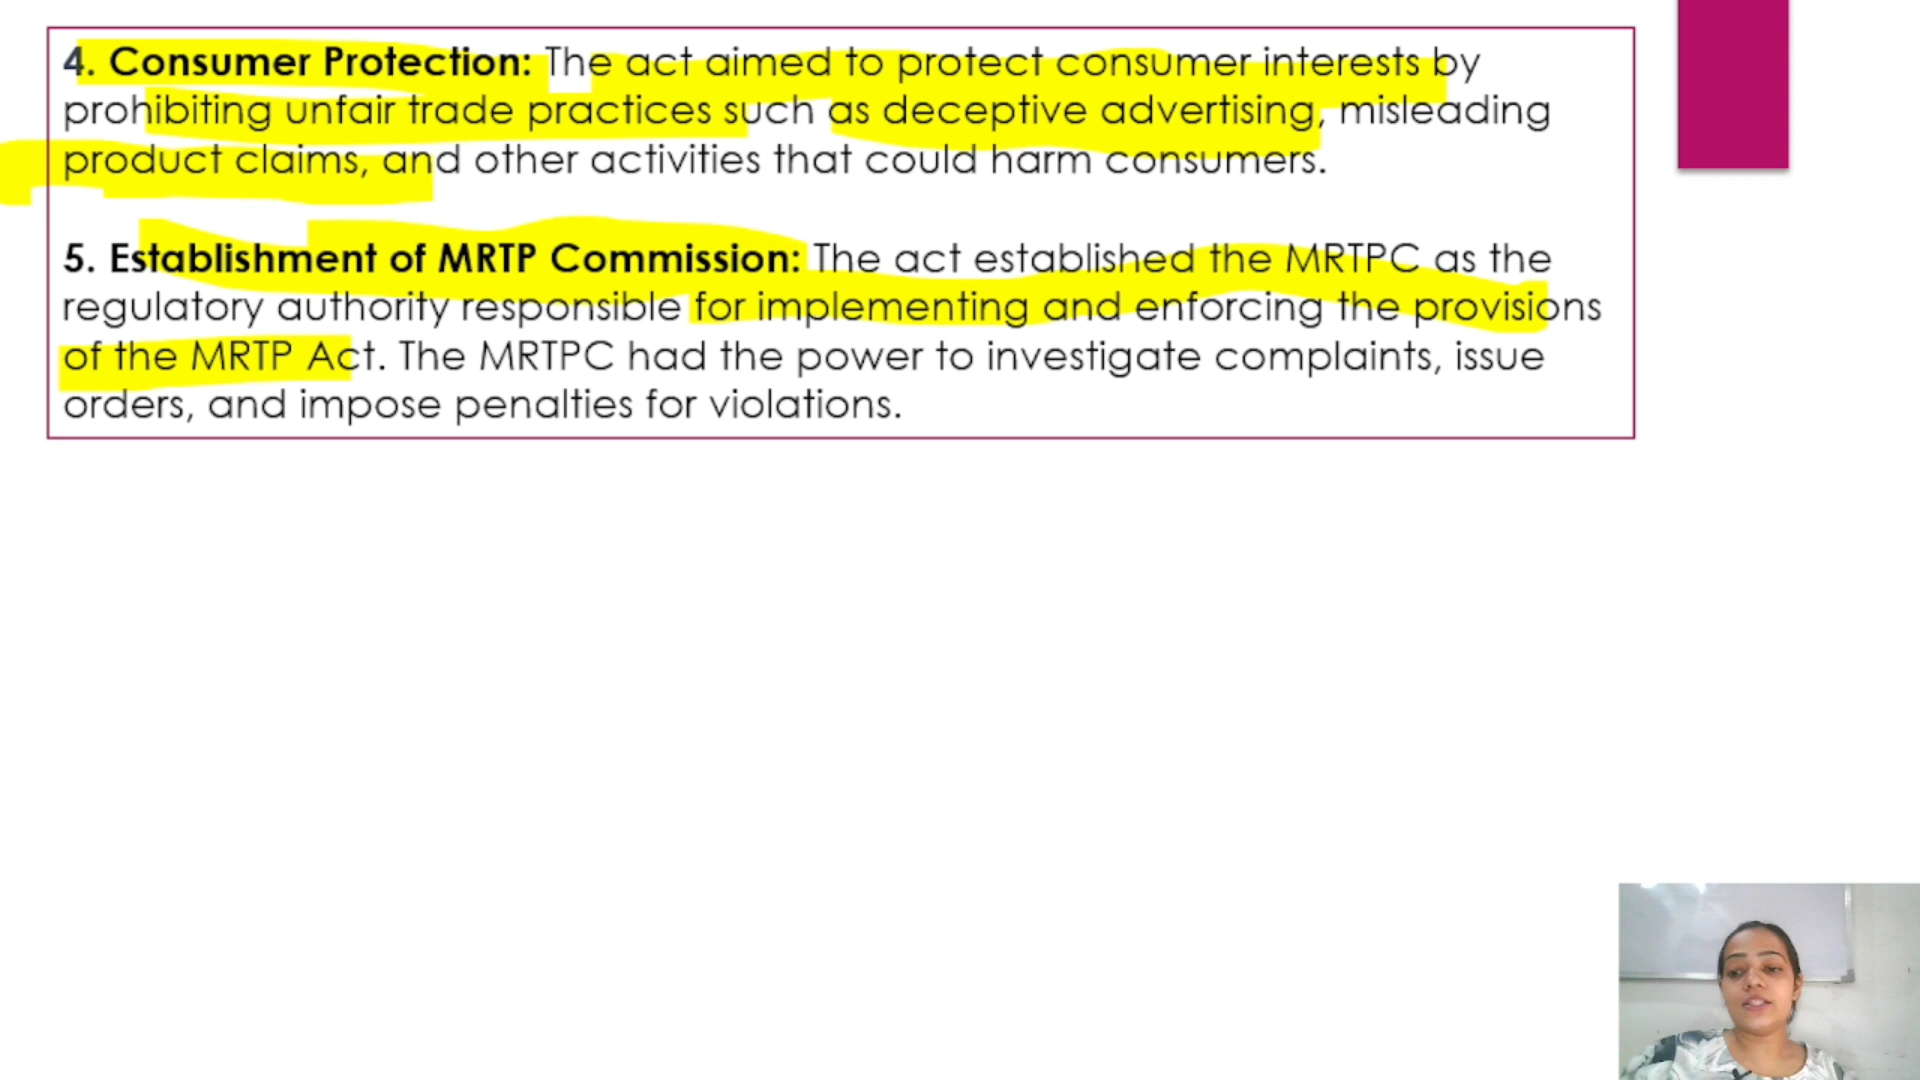 4. Consumer Protection: The act aimed to protect consumer interests by
prohibiting unfair trade practices such as deceptive advertising, misleading
product claims, and other activities that could harm consumers.
5. Establishment of MRTP Commission: The act established the MRTPC as the
regulatory authority responsible for implementing and enforcing the provisions
of the MRTP Act. The MRTPC had the power to investigate complaints, issue
orders, and impose penalties for violations.